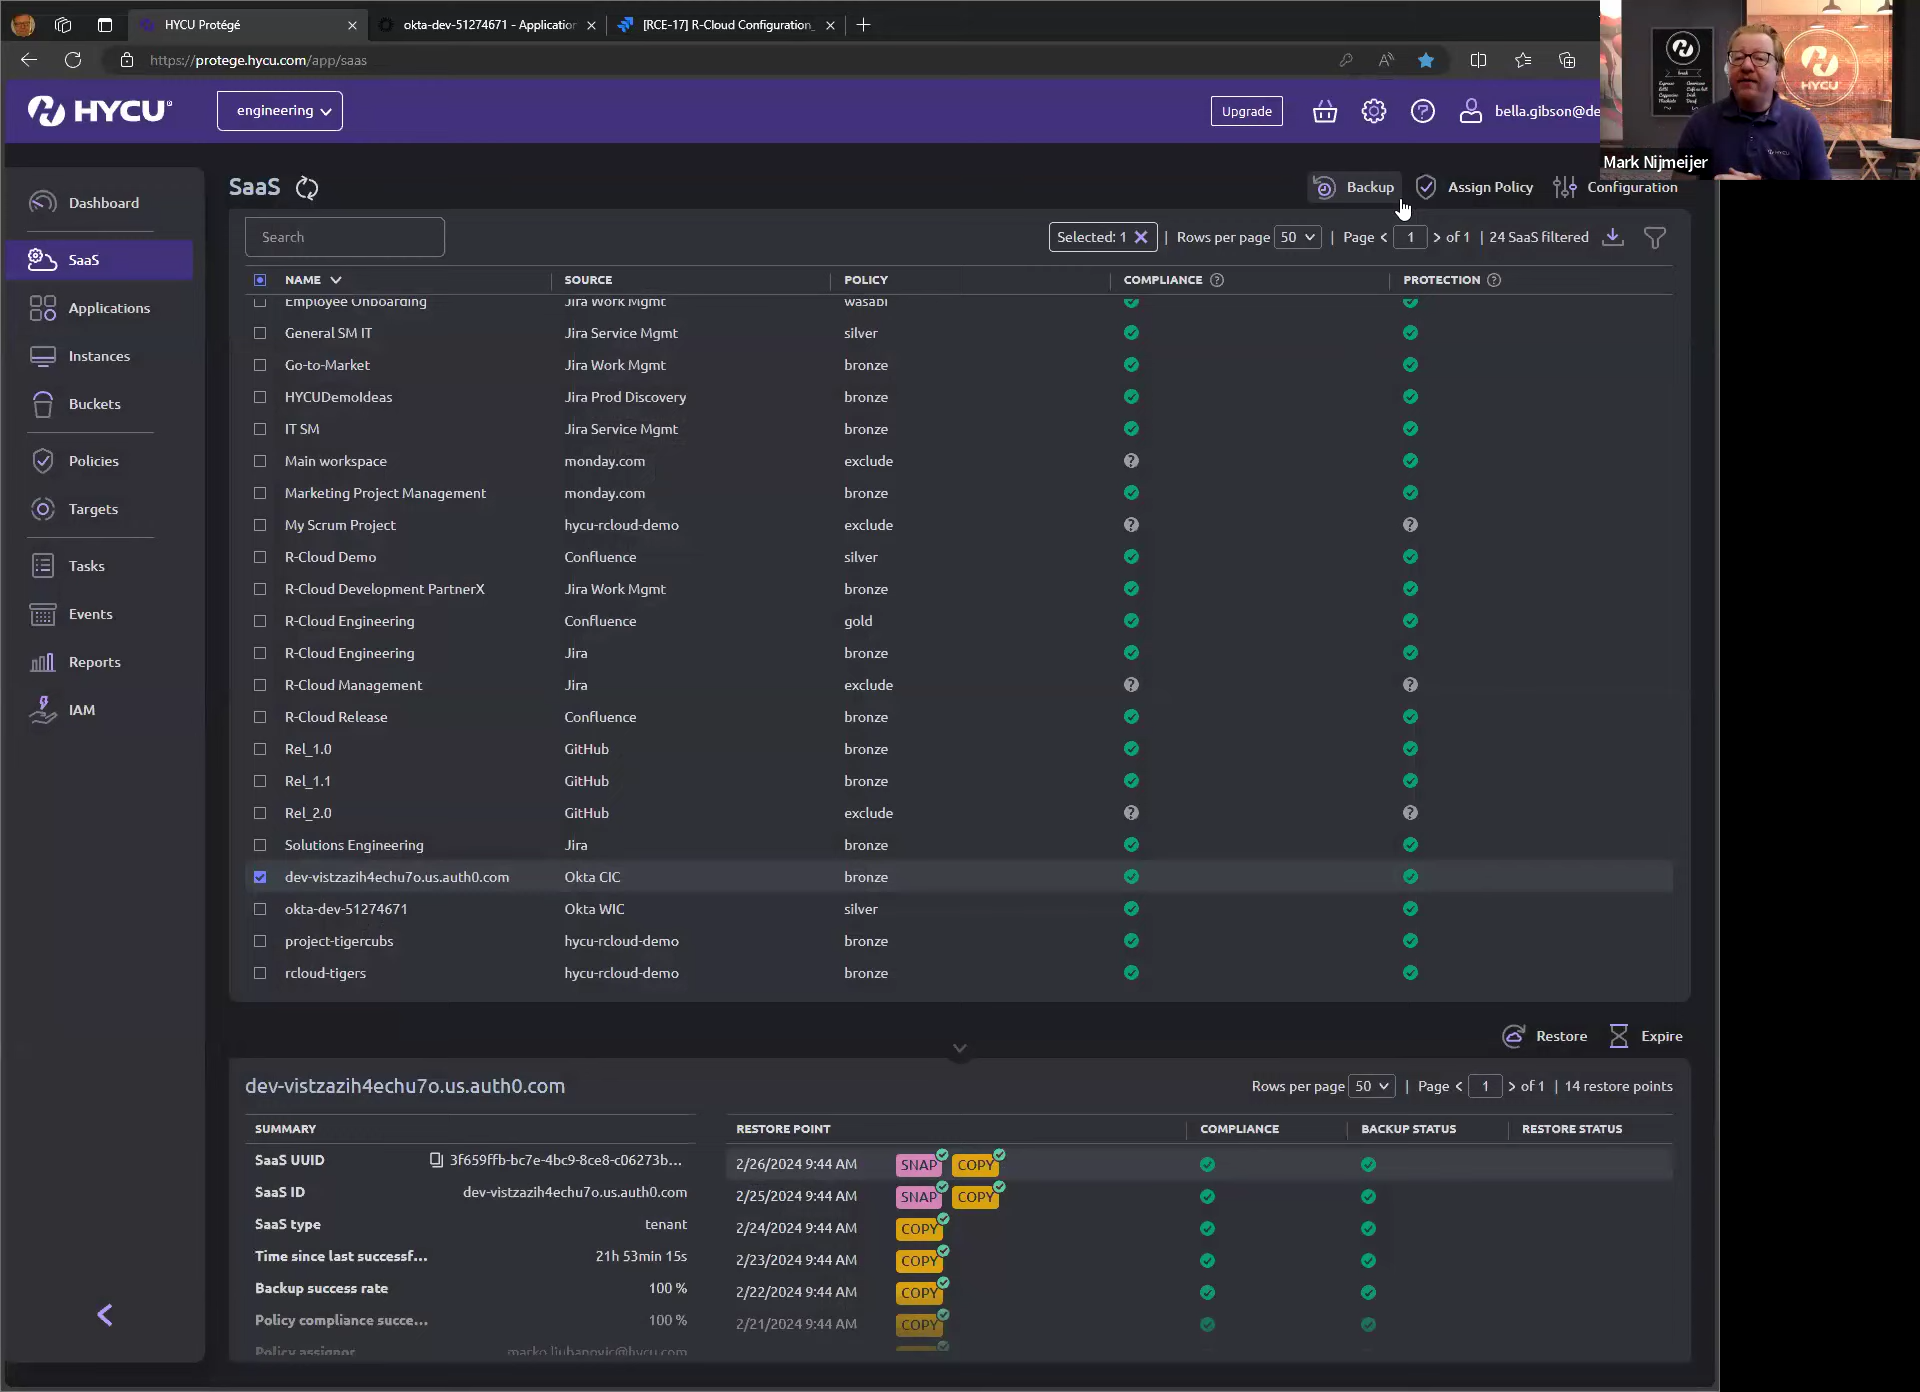 HYCU Protégé
okta-dev-51274671 - Application
[RCE-17] R-Cloud Configuration
https://protege.hycu.com/app/saas
HYCU
engineering
Upgrade
bella.gibson@de
HYCU
Mark Nijmeijer
Dashboard
SaaS
Applications
Instances
Buckets
Policies
Targets
Tasks
Events
Reports
IAM
SaaS
Backup Assign Policy Configuration
Search
Selected: 1 | Rows per page 50 | Page < 1 > of 1 | 24 SaaS filtered
NAME SOURCE POLICY COMPLIANCE ? PROTECTION ?
Employee Onboarding Jira Work Mgmt wasabi
General SM IT Jira Service Mgmt silver
Go-to-Market Jira Work Mgmt bronze
HYCUDemoIdeas Jira Prod Discovery bronze
IT SM Jira Service Mgmt bronze
Main workspace monday.com exclude ?
Marketing Project Management monday.com bronze
My Scrum Project hycu-rcloud-demo exclude ? ?
R-Cloud Demo Confluence silver
R-Cloud Development PartnerX Jira Work Mgmt bronze
R-Cloud Engineering Confluence gold
R-Cloud Engineering Jira bronze
R-Cloud Management Jira exclude ? ?
R-Cloud Release Confluence bronze
Rel_1.0 GitHub bronze
Rel_1.1 GitHub bronze
Rel_2.0 GitHub exclude ? ?
Solutions Engineering Jira bronze
dev-vistzazih4echu7o.us.auth0.com Okta CIC bronze
okta-dev-51274671 Okta WIC silver
project-tigercubs hycu-rcloud-demo bronze
rcloud-tigers hycu-rcloud-demo bronze
Restore Expire
dev-vistzazih4echu7o.us.auth0.com
Rows per page 50 | Page < 1 > of 1 | 14 restore points
SUMMARY
SaaS UUID 3f659ffb-bc7e-4bc9-8ce8-c06273b...
SaaS ID dev-vistzazih4echu7o.us.auth0.com
SaaS type tenant
Time since last successf... 21h 53min 15s
Backup success rate 100 %
Policy compliance succe... 100 %
Policy assignor marko.ljubanovic@hycu.com
RESTORE POINT COMPLIANCE BACKUP STATUS RESTORE STATUS
2/26/2024 9:44 AM SNAP COPY
2/25/2024 9:44 AM SNAP COPY
2/24/2024 9:44 AM COPY
2/23/2024 9:44 AM COPY
2/22/2024 9:44 AM COPY
2/21/2024 9:44 AM COPY